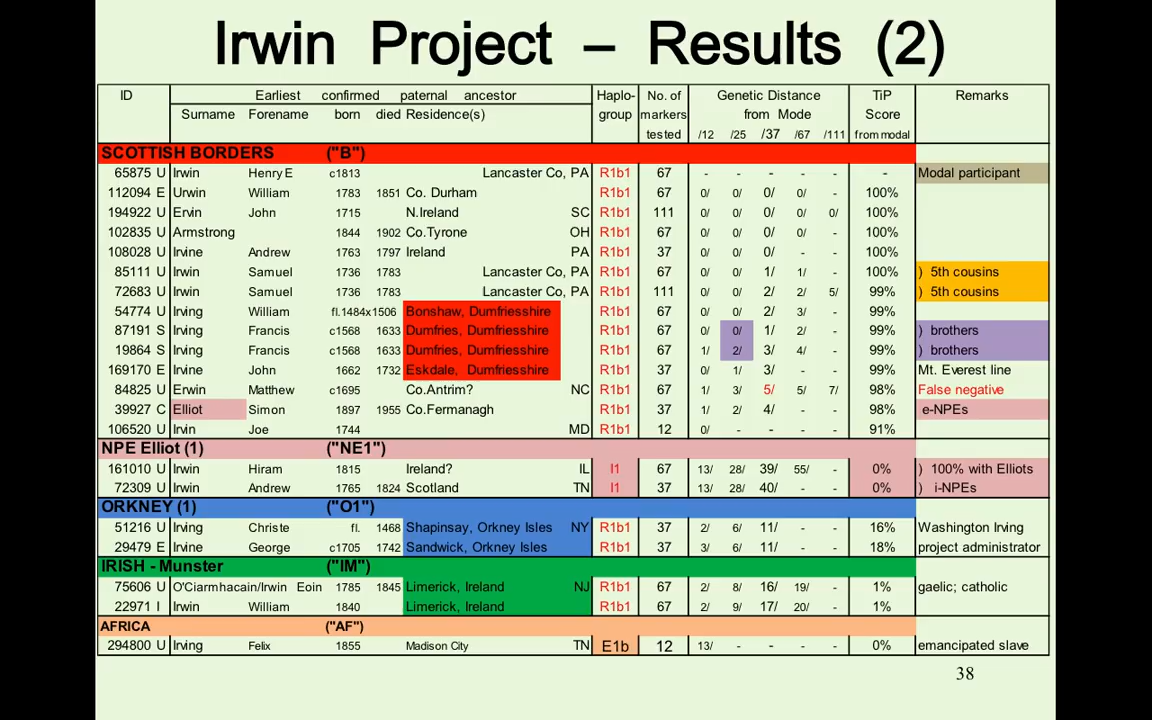 Irwin Project – Results (2)
ID Earliest confirmed paternal ancestor Haplo- No. of Genetic Distance TiP Remarks
Surname Forename born died Residence(s) group markers from Mode Score
tested /12 /25 /37 /67 /111 from modal
SCOTTISH BORDERS ("B")
65875 U Irwin Henry E c1813 Lancaster Co, PA R1b1 67 - - - - - - Modal participant
112094 E Urwin William 1783 1851 Co. Durham R1b1 67 0/ 0/ 0/ 0/ - 100%
194922 U Ervin John 1715 N.Ireland SC R1b1 111 0/ 0/ 0/ 0/ 0/ 100%
102835 U Armstrong 1844 1902 Co.Tyrone OH R1b1 67 0/ 0/ 0/ 0/ - 100%
108028 U Irvine Andrew 1763 1797 Ireland PA R1b1 37 0/ 0/ 0/ - - 100%
85111 U Irwin Samuel 1736 1783 Lancaster Co, PA R1b1 67 0/ 0/ 1/ 1/ - 100% ) 5th cousins
72683 U Irwin Samuel 1736 1783 Lancaster Co, PA R1b1 111 0/ 0/ 2/ 2/ 5/ 99% ) 5th cousins
54774 U Irving William fl.1484x1506 Bonshaw, Dumfriesshire R1b1 67 0/ 0/ 2/ 3/ - 99%
87191 S Irving Francis c1568 1633 Dumfries, Dumfriesshire R1b1 67 0/ 0/ 1/ 2/ - 99% ) brothers
19864 S Irving Francis c1568 1633 Dumfries, Dumfriesshire R1b1 67 1/ 2/ 3/ 4/ - 99% ) brothers
169170 E Irvine John 1662 1732 Eskdale, Dumfriesshire R1b1 37 0/ 1/ 3/ - - 99% Mt. Everest line
84825 U Erwin Matthew c1695 Co.Antrim? NC R1b1 67 1/ 3/ 5/ 5/ 7/ 98% False negative
39927 C Elliot Simon 1897 1955 Co.Fermanagh R1b1 37 1/ 2/ 4/ - - 98% e-NPEs
106520 U Irvin Joe 1744 MD R1b1 12 0/ - - - - 91%
NPE Elliot (1) ("NE1")
161010 U Irwin Hiram 1815 Ireland? IL I1 67 13/ 28/ 39/ 55/ - 0% ) 100% with Elliots
72309 U Irwin Andrew 1765 1824 Scotland TN I1 37 13/ 28/ 40/ - - 0% ) i-NPEs
ORKNEY (1) ("O1")
51216 U Irving Christe fl. 1468 Shapinsay, Orkney Isles NY R1b1 37 2/ 6/ 11/ - - 16% Washington Irving
29479 E Irvine George c1705 1742 Sandwick, Orkney Isles R1b1 37 3/ 6/ 11/ - - 18% project administrator
IRISH - Munster ("IM")
75606 U O'Ciarmhacain/Irwin Eoin 1785 1845 Limerick, Ireland NJ R1b1 67 2/ 8/ 16/ 19/ - 1% gaelic; catholic
22971 I Irwin William 1840 Limerick, Ireland R1b1 67 2/ 9/ 17/ 20/ - 1%
AFRICA ("AF")
294800 U Irving Felix 1855 Madison City TN E1b 12 13/ - - - - 0% emancipated slave
38